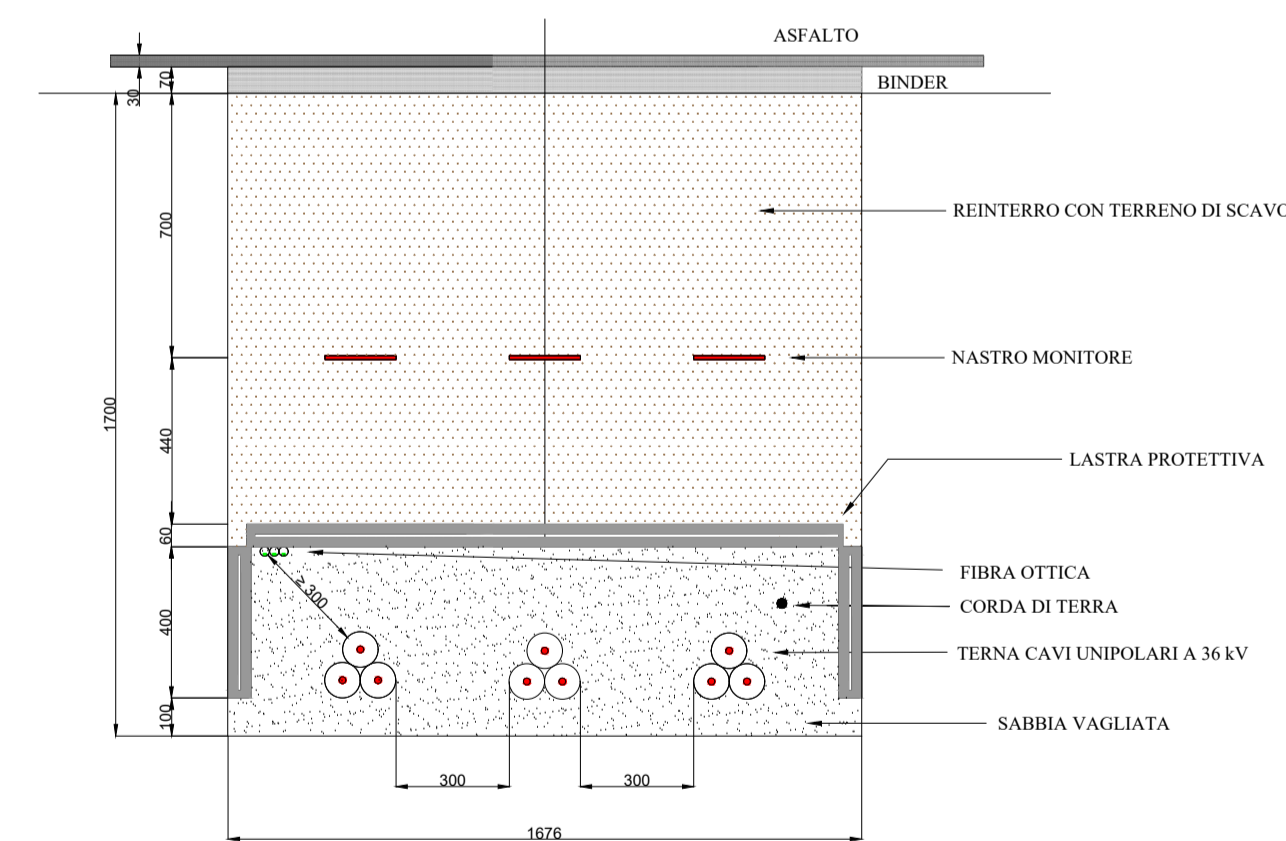 ASFALTO
BINDER
70
30
REINTERRO CON TERRENO DI SCAVO
700
NASTRO MONITORE
1700
440
LASTRA PROTETTIVA
60
FIBRA OTTICA
≥ 300
CORDA DI TERRA
400
TERNA CAVI UNIPOLARI A 36 kV
100
SABBIA VAGLIATA
300
300
1676